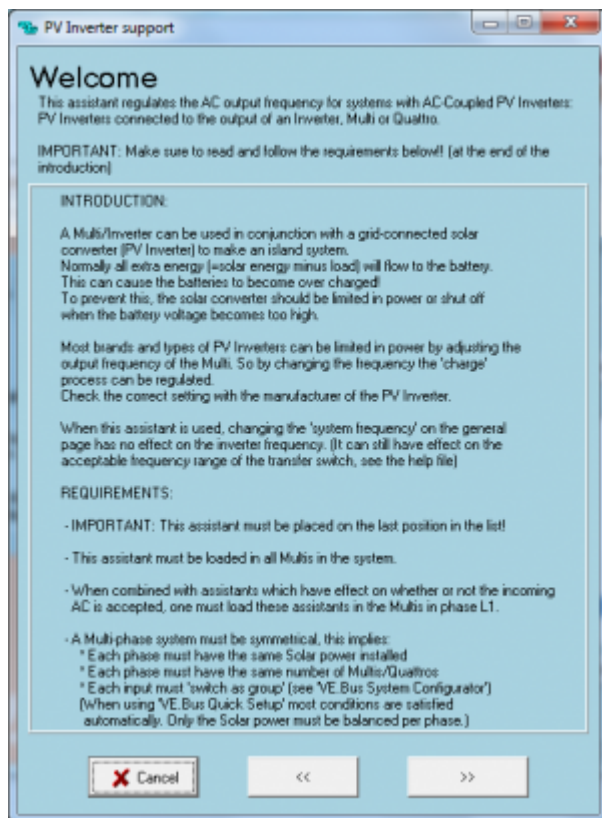 PV Inverter support
Welcome
This assistant regulates the AC output frequency for systems with AC-Coupled PV Inverters:
PV Inverters connected to the output of an Inverter, Multi or Quattro.
IMPORTANT: Make sure to read and follow the requirements below!! (at the end of the
introduction)
INTRODUCTION:
A Multi/Inverter can be used in conjunction with a grid-connected solar
converter (PV Inverter) to make an island system.
Normally all extra energy (=solar energy minus load) will flow to the battery.
This can cause the batteries to become over charged!
To prevent this, the solar converter should be limited in power or shut off
when the battery voltage becomes too high.
Most brands and types of PV Inverters can be limited in power by adjusting the
output frequency of the Multi. So by changing the frequency the 'charge'
process can be regulated.
Check the correct setting with the manufacturer of the PV Inverter.
When this assistant is used, changing the 'system frequency' on the general
page has no effect on the inverter frequency. (It can still have effect on the
acceptable frequency range of the transfer switch, see the help file)
REQUIREMENTS:
- IMPORTANT: This assistant must be placed on the last position in the list!
- This assistant must be loaded in all Multis in the system.
- When combined with assistants which have effect on whether or not the incoming
AC is accepted, one must load these assistants in the Multis in phase L1.
- A Multi-phase system must be symmetrical, this implies:
* Each phase must have the same Solar power installed
* Each phase must have the same number of Multis/Quattros
* Each input must 'switch as group' (see 'VE.Bus System Configurator')
(When using 'VE.Bus Quick Setup' most conditions are satisfied
automatically. Only the Solar power must be balanced per phase.)
Cancel
<<
>>